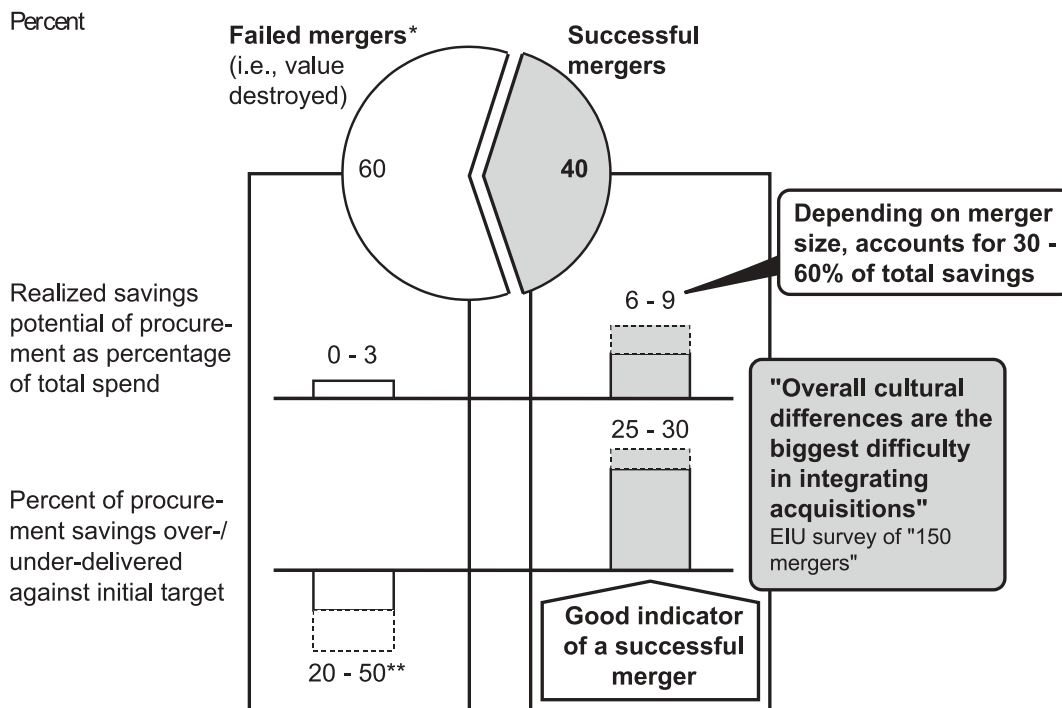 Percent
Failed mergers*
(i.e., value
destroyed)
Successful
mergers
60
40
Depending on merger
size, accounts for 30 -
60% of total savings
Realized savings
potential of procure-
ment as percentage
of total spend
0 - 3
6 - 9
"Overall cultural
differences are the
biggest difficulty
in integrating
acquisitions"
EIU survey of "150
mergers"
Percent of procure-
ment savings over-/
under-delivered
against initial target
25 - 30
20 - 50**
Good indicator
of a successful
merger